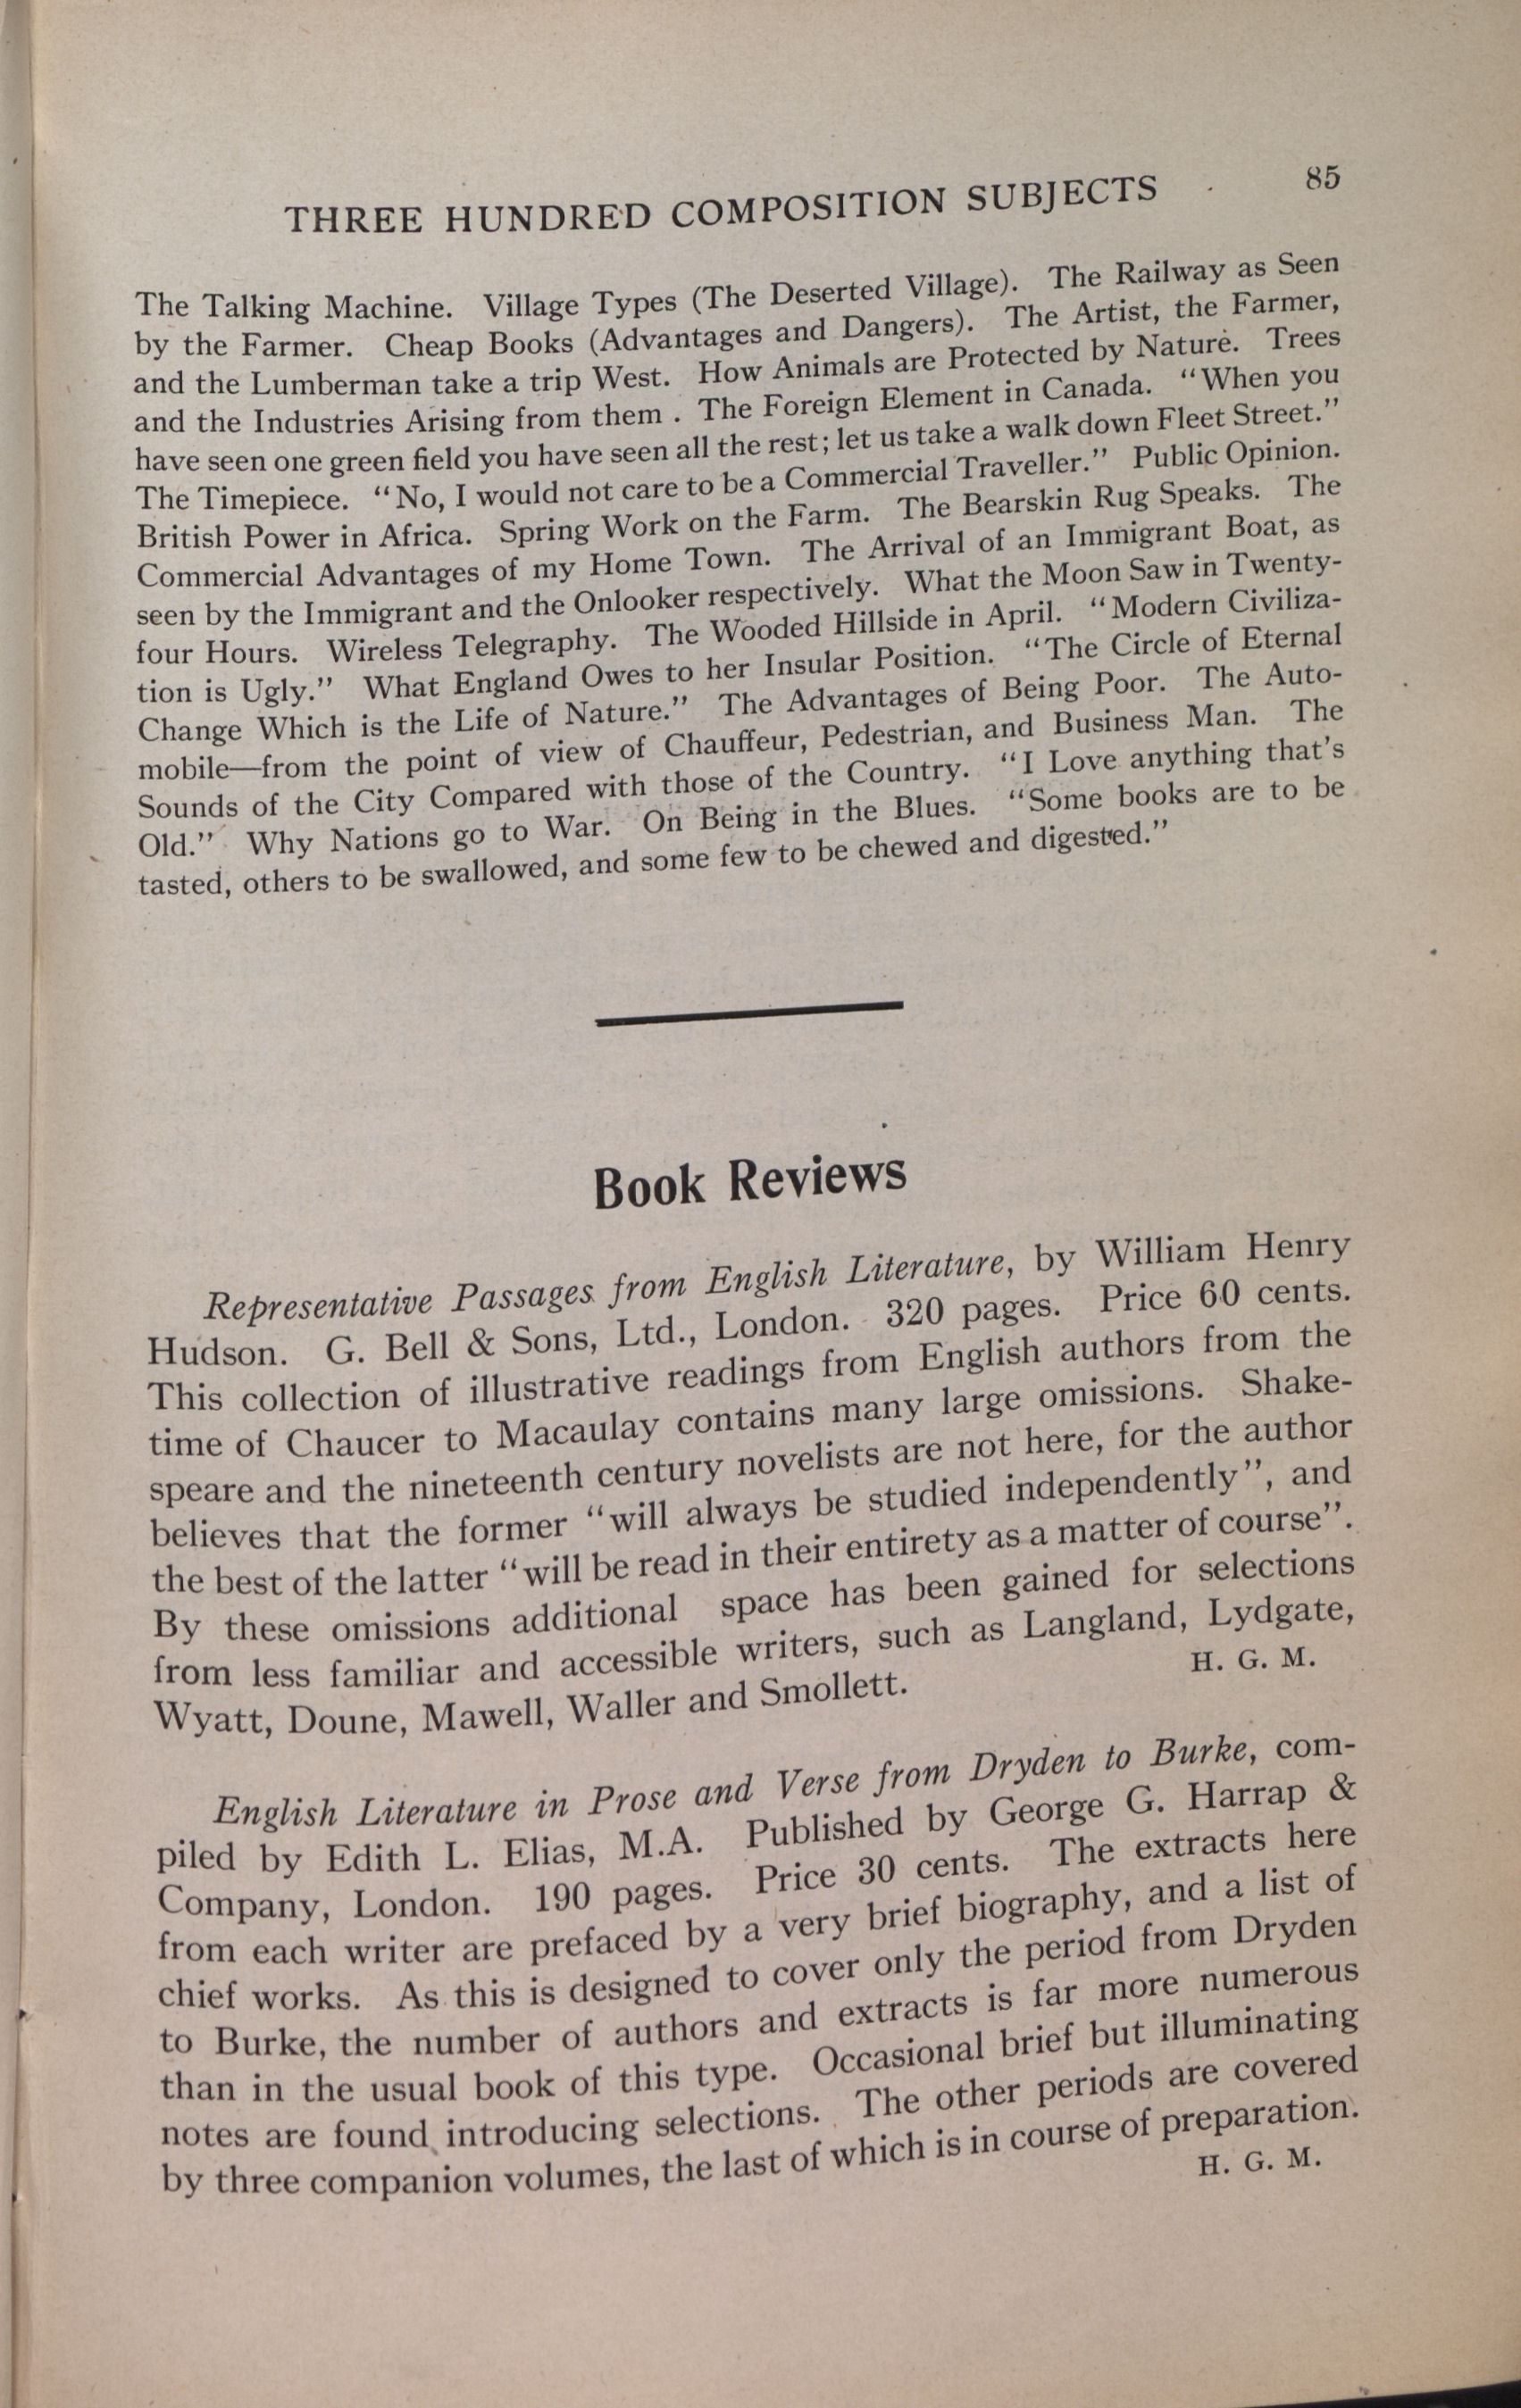 THREE HUNDRED COMPOSITION SUBJECTS 85
The Talking Machine. Village Types (The Deserted Village). The Railway as Seen
by the Farmer. Cheap Books (Advantages and Dangers). The Artist, the Farmer,
and the Lumberman take a trip West. How Animals are Protected by Nature. Trees
and the Industries Arising from them . The Foreign Element in Canada. “When you
have seen one green field you have seen all the rest; let us take a walk down Fleet Street.”
The Timepiece. “No, I would not care to be a Commercial Traveller.” Public Opinion.
British Power in Africa. Spring Work on the Farm. The Bearskin Rug Speaks. The
Commercial Advantages of my Home Town. The Arrival of an Immigrant Boat, as
seen by the Immigrant and the Onlooker respectively. What the Moon Saw in Twenty-
four Hours. Wireless Telegraphy. The Wooded Hillside in April. “Modern Civiliza-
tion is Ugly.” What England Owes to her Insular Position. “The Circle of Eternal
Change Which is the Life of Nature.” The Advantages of Being Poor. The Auto-
mobile—from the point of view of Chauffeur, Pedestrian, and Business Man. The
Sounds of the City Compared with those of the Country. “I Love anything that’s
Old.” Why Nations go to War. On Being in the Blues. “Some books are to be
tasted, others to be swallowed, and some few to be chewed and digested.”
Book Reviews
Representative Passages from English Literature, by William Henry
Hudson. G. Bell & Sons, Ltd., London. 320 pages. Price 60 cents.
This collection of illustrative readings from English authors from the
time of Chaucer to Macaulay contains many large omissions. Shake-
speare and the nineteenth century novelists are not here, for the author
believes that the former “will always be studied independently”, and
the best of the latter “will be read in their entirety as a matter of course”.
By these omissions additional space has been gained for selections
from less familiar and accessible writers, such as Langland, Lydgate,
Wyatt, Doune, Mawell, Waller and Smollett. H. G. M.
English Literature in Prose and Verse from Dryden to Burke, com-
piled by Edith L. Elias, M.A. Published by George G. Harrap &
Company, London. 190 pages. Price 30 cents. The extracts here
from each writer are prefaced by a very brief biography, and a list of
chief works. As this is designed to cover only the period from Dryden
to Burke, the number of authors and extracts is far more numerous
than in the usual book of this type. Occasional brief but illuminating
notes are found introducing selections. The other periods are covered
by three companion volumes, the last of which is in course of preparation.
H. G. M.